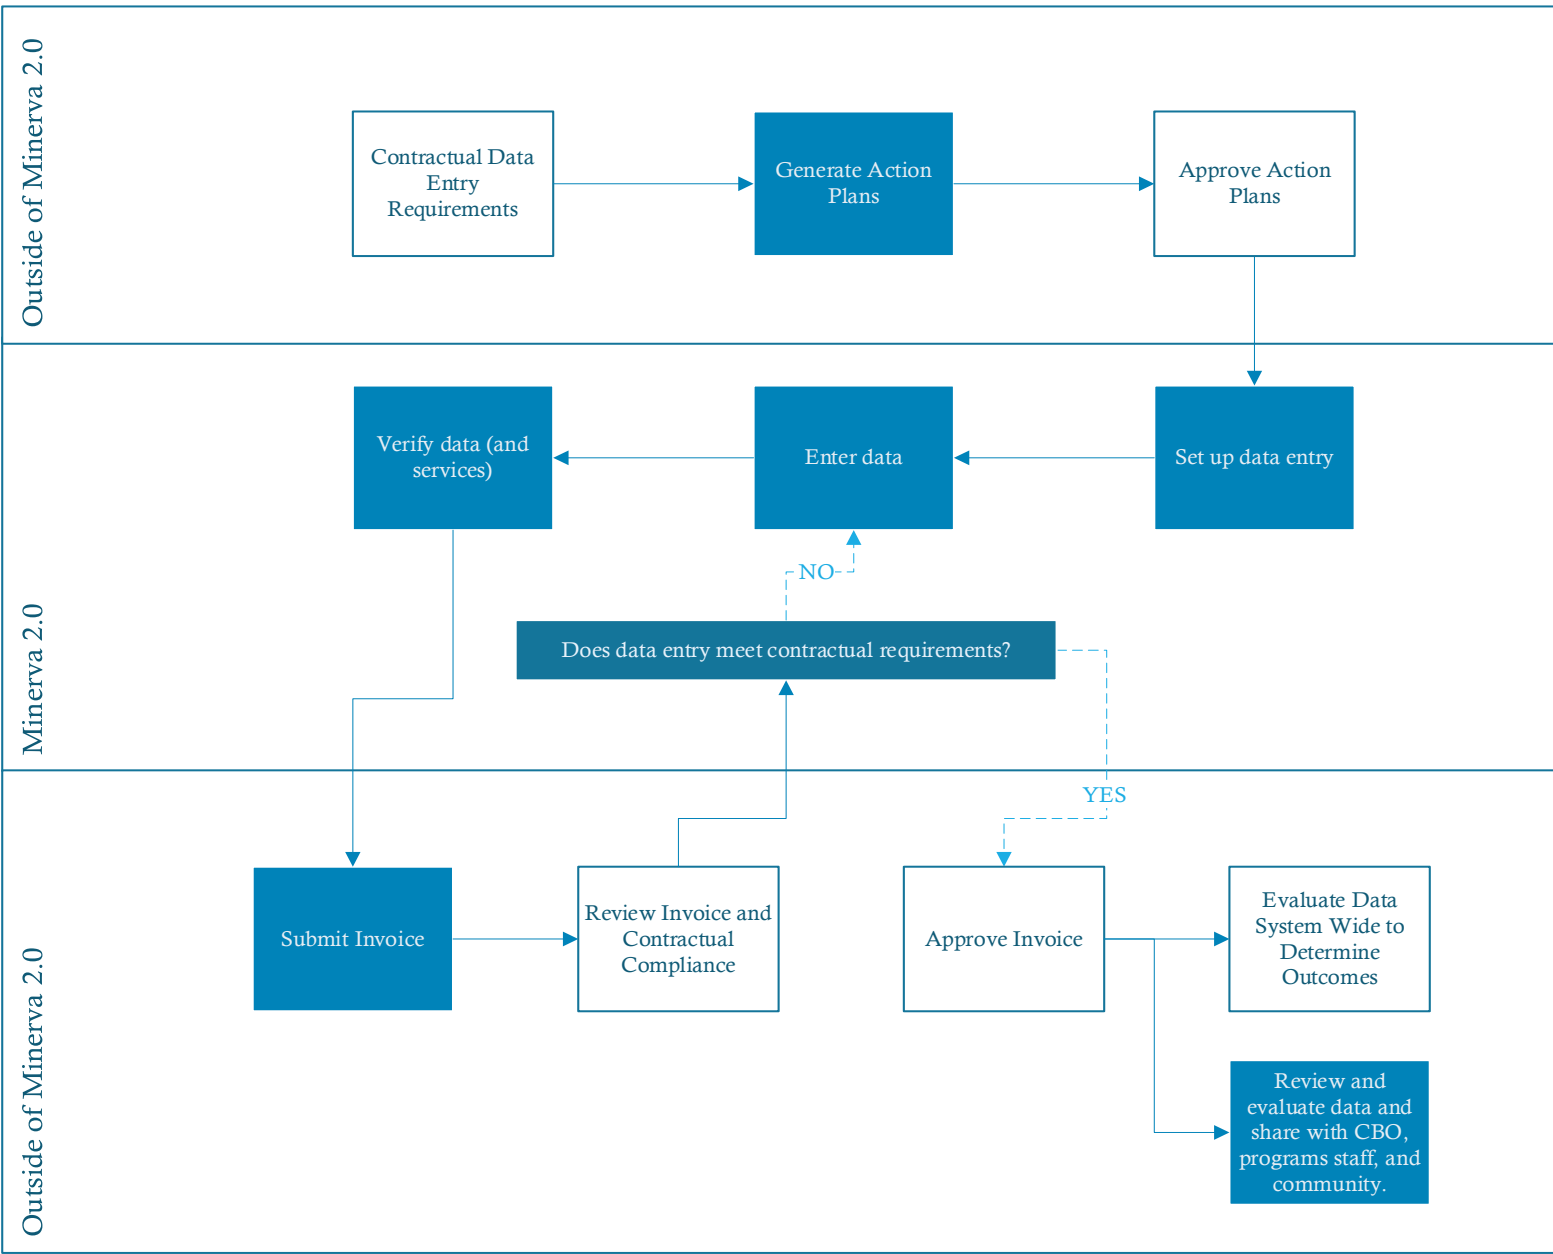 Outside of Minerva 2.0
Contractual Data
Entry
Requirements
Generate Action
Plans
Approve Action
Plans
Minerva 2.0
Verify data (and
services)
Enter data
Set up data entry
NO
Does data entry meet contractual requirements?
YES
Outside of Minerva 2.0
Submit Invoice
Review Invoice and
Contractual
Compliance
Approve Invoice
Evaluate Data
System Wide to
Determine
Outcomes
Review and
evaluate data and
share with CBO,
programs staff, and
community.